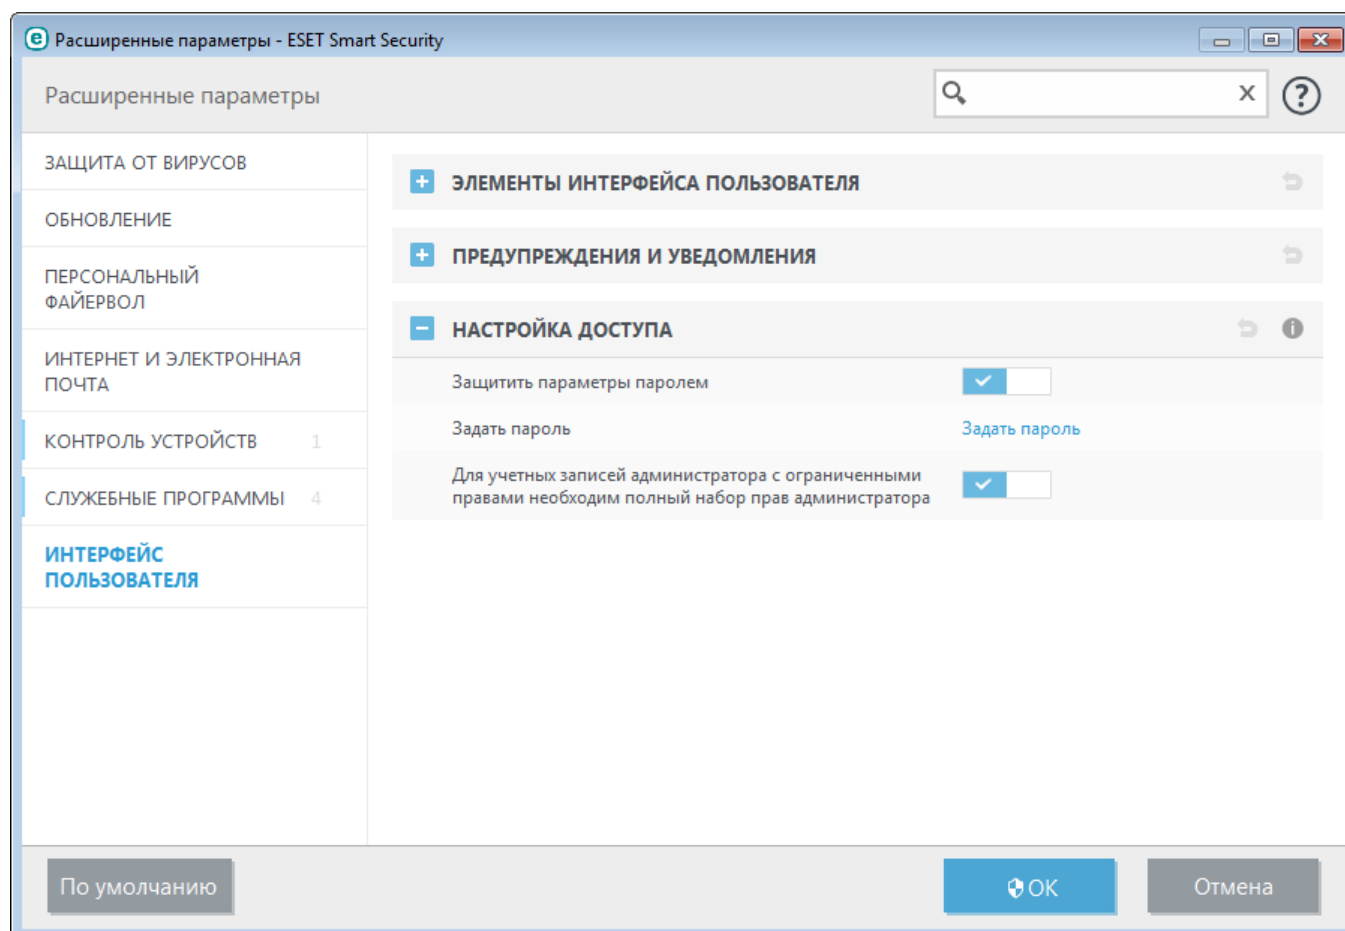 Расширенные параметры - ESET Smart Security
Расширенные параметры
ЗАЩИТА ОТ ВИРУСОВ
ОБНОВЛЕНИЕ
ПЕРСОНАЛЬНЫЙ
ФАЙЕРВОЛ
ИНТЕРНЕТ И ЭЛЕКТРОННАЯ
ПОЧТА
КОНТРОЛЬ УСТРОЙСТВ 1
СЛУЖЕБНЫЕ ПРОГРАММЫ 4
ИНТЕРФЕЙС
ПОЛЬЗОВАТЕЛЯ
ЭЛЕМЕНТЫ ИНТЕРФЕЙСА ПОЛЬЗОВАТЕЛЯ
ПРЕДУПРЕЖДЕНИЯ И УВЕДОМЛЕНИЯ
НАСТРОЙКА ДОСТУПА
Защитить параметры паролем
Задать пароль Задать пароль
Для учетных записей администратора с ограниченными
правами необходим полный набор прав администратора
По умолчанию
ОК
Отмена